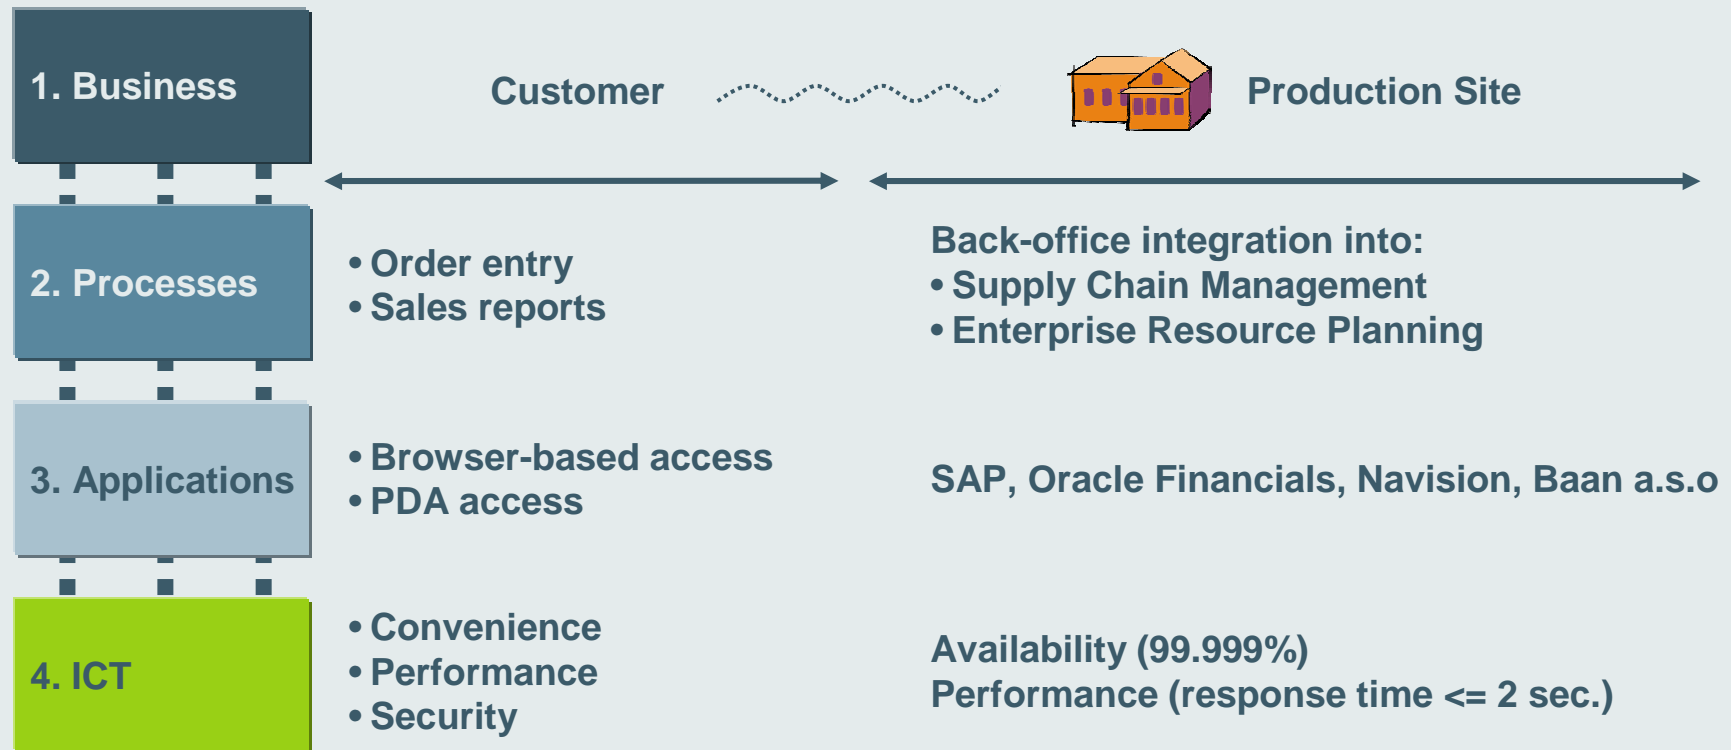 1. Business
Customer
Production Site
2. Processes
• Order entry
• Sales reports
Back-office integration into:
• Supply Chain Management
• Enterprise Resource Planning
3. Applications
• Browser-based access
• PDA access
SAP, Oracle Financials, Navision, Baan a.s.o
4. ICT
• Convenience
• Performance
• Security
Availability (99.999%)
Performance (response time <= 2 sec.)